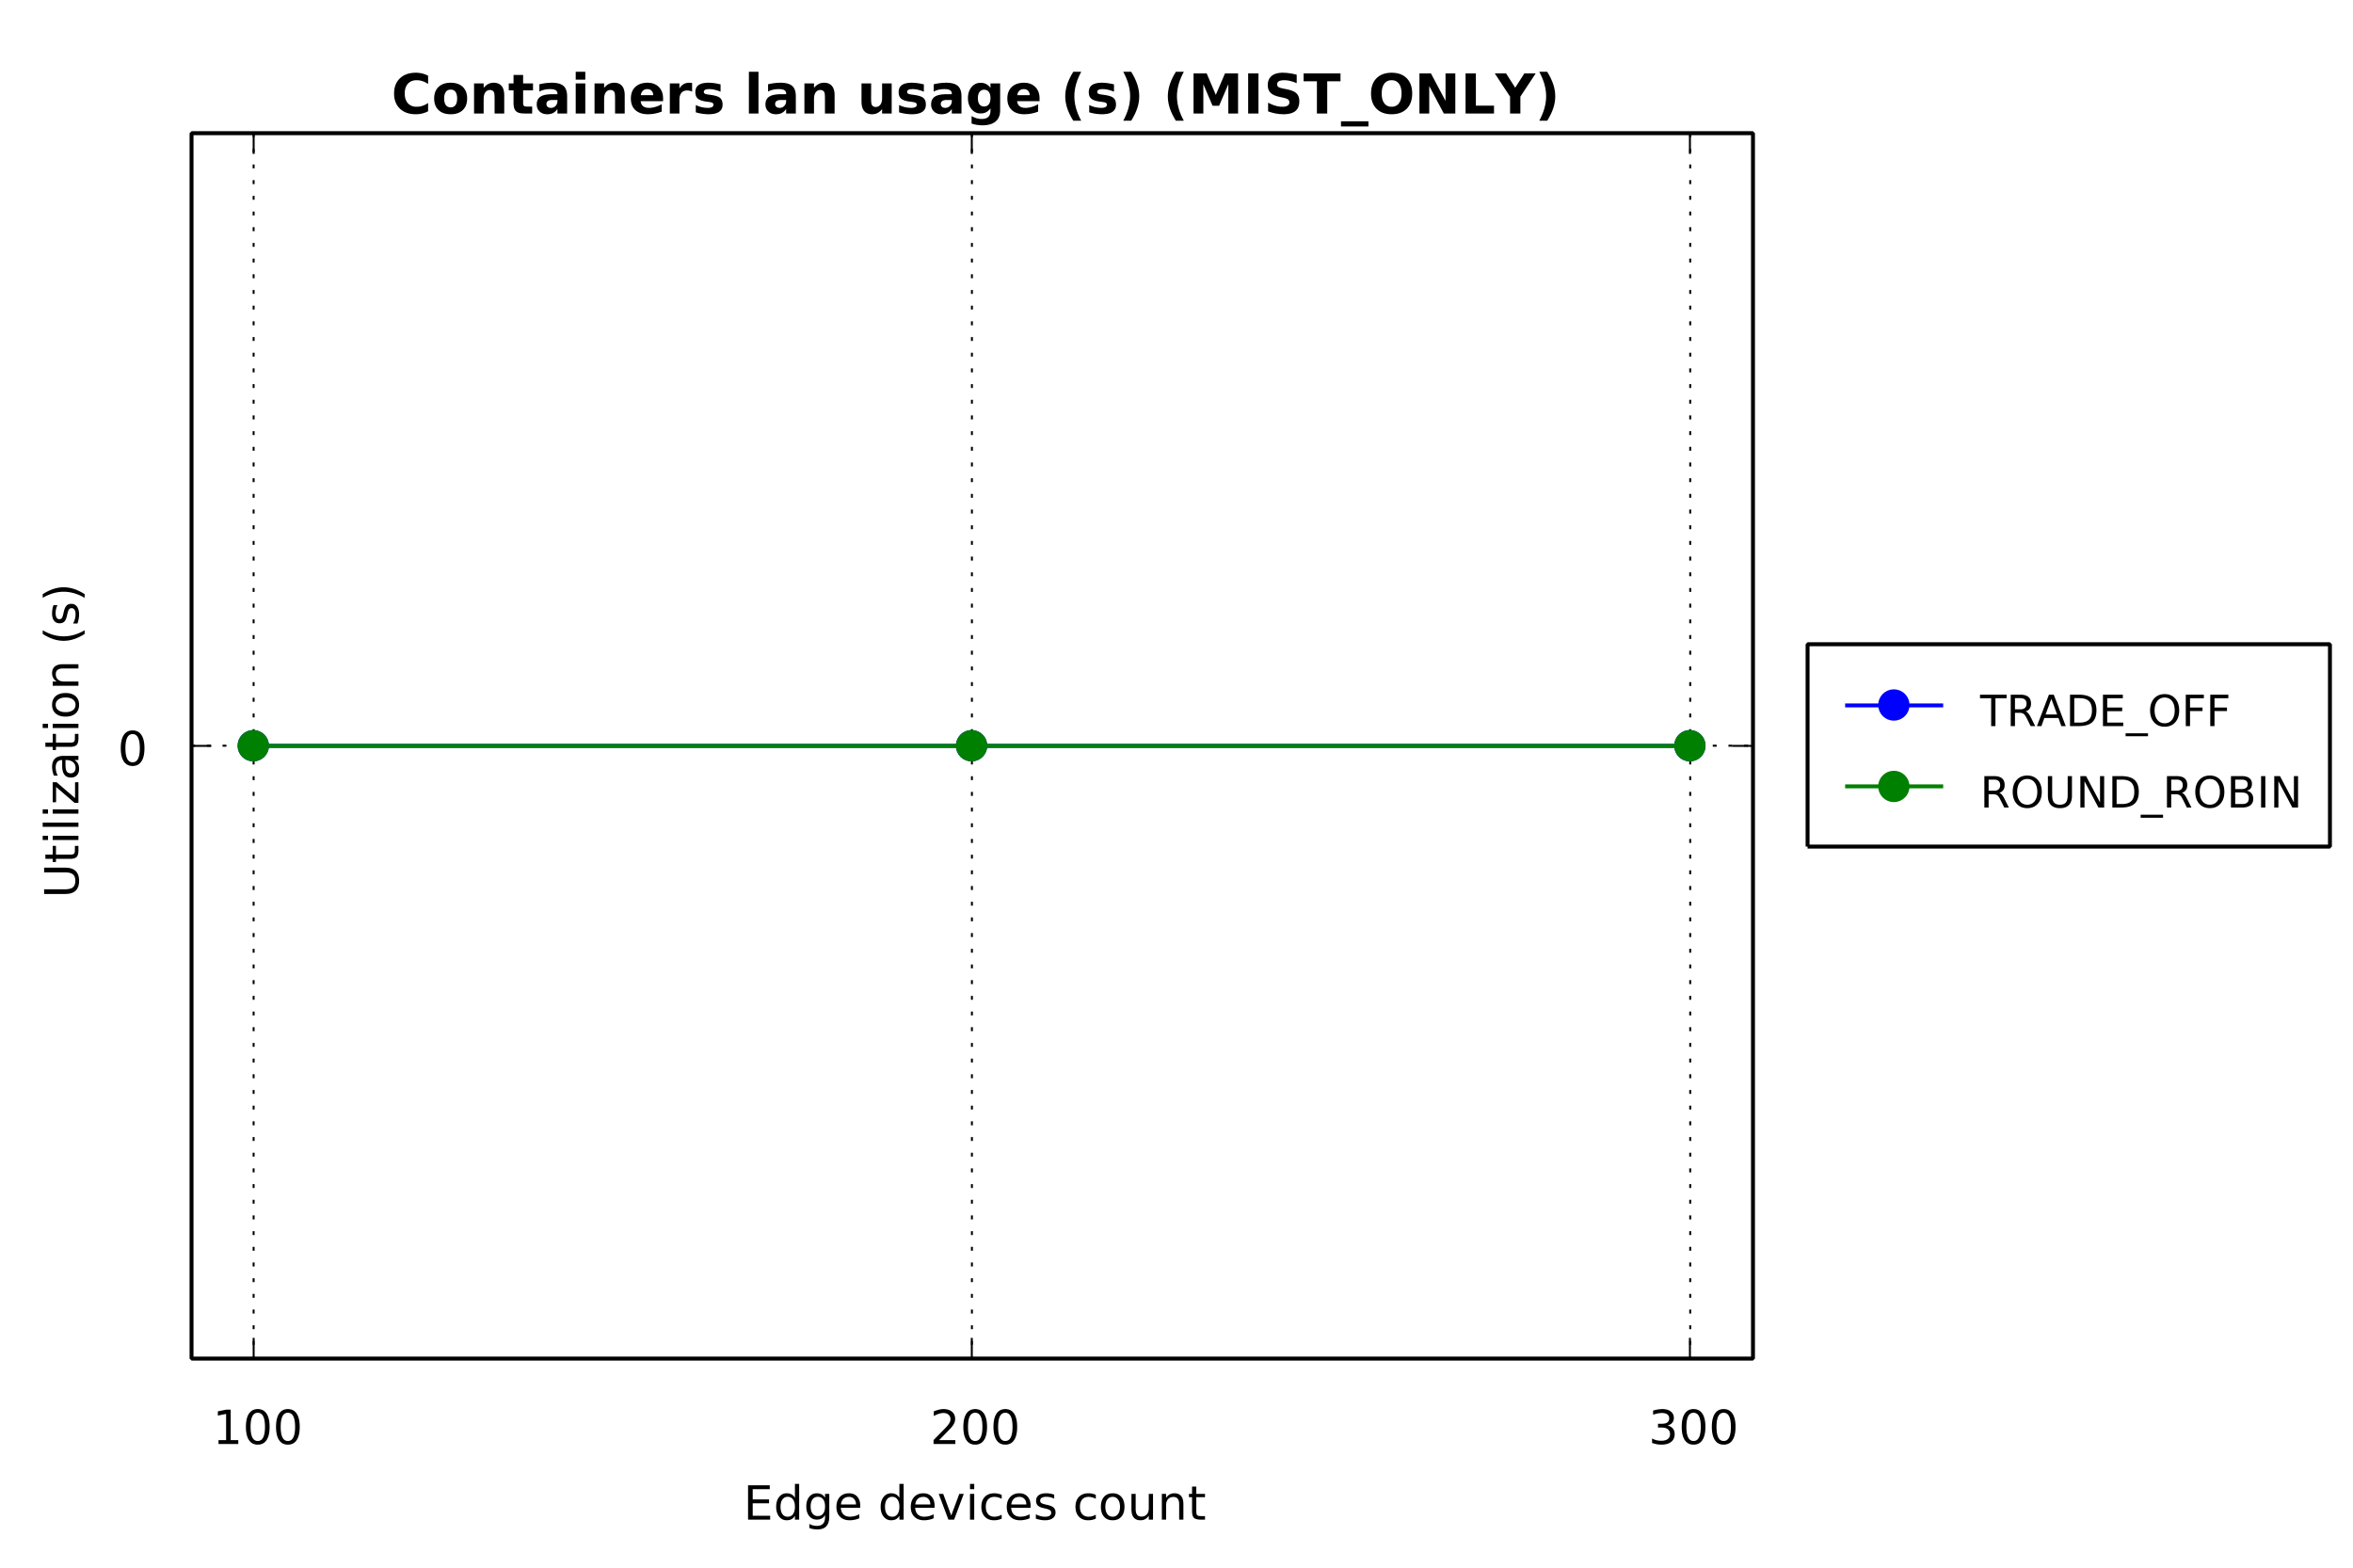 Containers lan usage (s) (MIST_ONLY)
Utilization (s)
0
TRADE_OFF
ROUND_ROBIN
100 200 300
Edge devices count